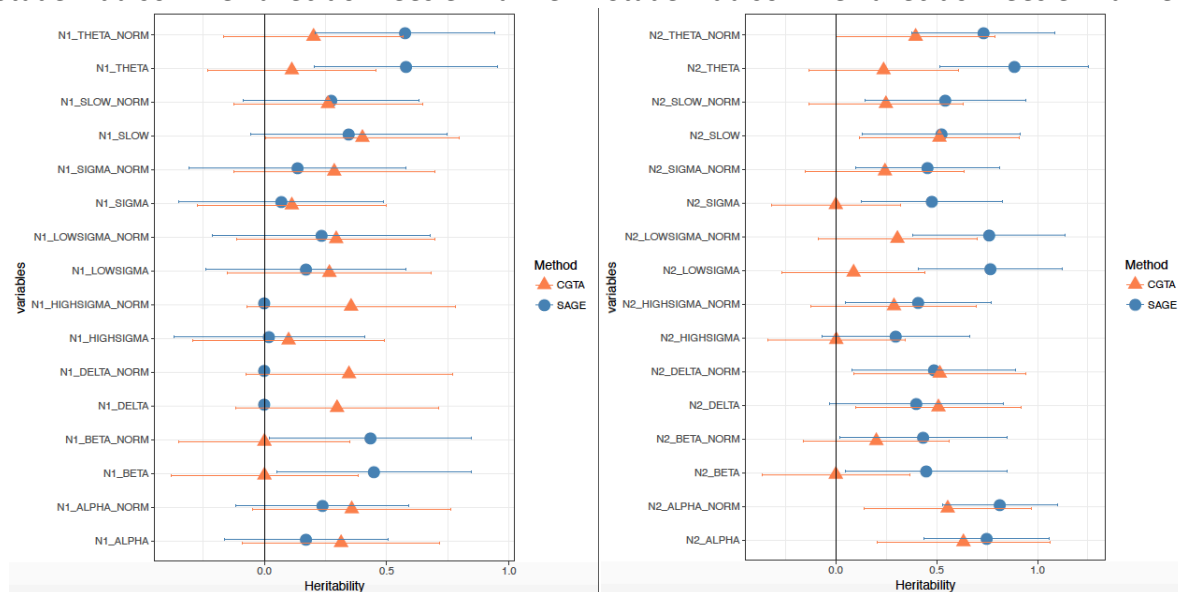 N1_THETA_NORM
N1_THETA
N1_SLOW_NORM
N1_SLOW
N1_SIGMA_NORM
N1_SIGMA
N1_LOWSIGMA_NORM
N1_LOWSIGMA
N1_HIGHSIGMA_NORM
N1_HIGHSIGMA
N1_DELTA_NORM
N1_DELTA
N1_BETA_NORM
N1_BETA
N1_ALPHA_NORM
N1_ALPHA
variables
0.0 0.5 1.0
Heritability
Method
CGTA
SAGE
N2_THETA_NORM
N2_THETA
N2_SLOW_NORM
N2_SLOW
N2_SIGMA_NORM
N2_SIGMA
N2_LOWSIGMA_NORM
N2_LOWSIGMA
N2_HIGHSIGMA_NORM
N2_HIGHSIGMA
N2_DELTA_NORM
N2_DELTA
N2_BETA_NORM
N2_BETA
N2_ALPHA_NORM
N2_ALPHA
variables
0.0 0.5 1.0
Heritability
Method
CGTA
SAGE